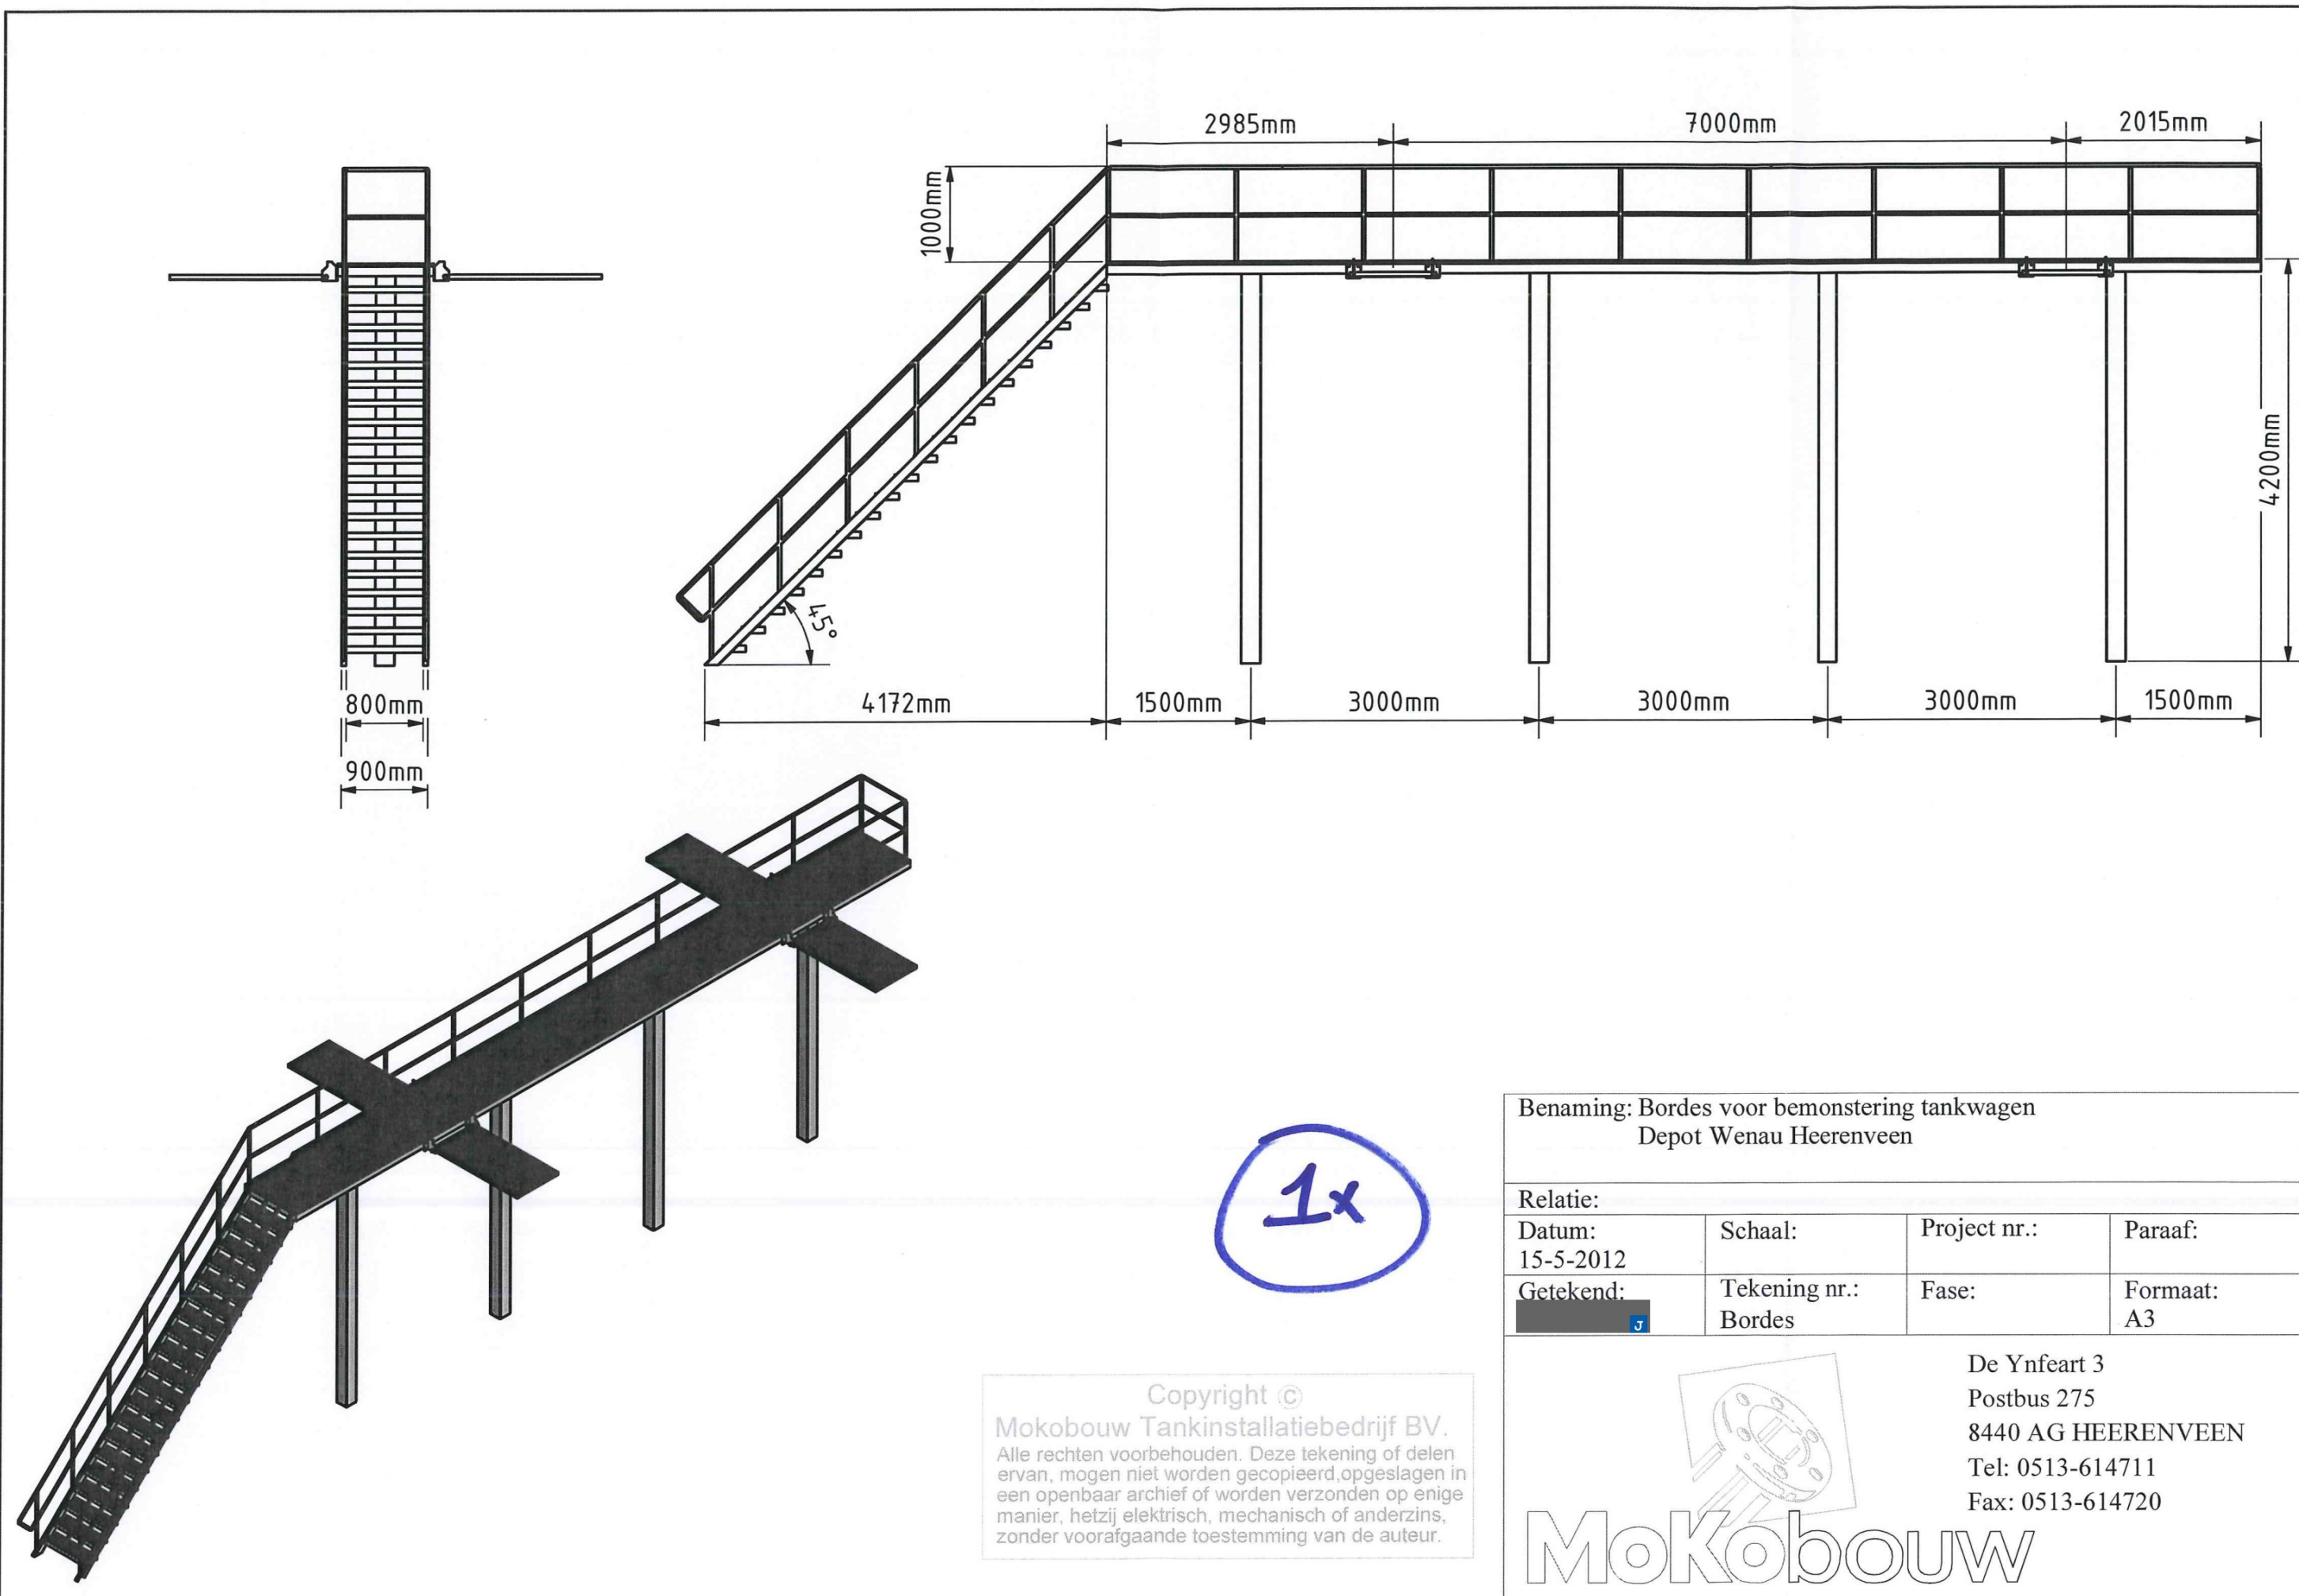 2985mm
7000mm
2015mm
1000mm
4200mm
45°
800mm
900mm
4172mm
1500mm
3000mm
3000mm
3000mm
1500mm
1x
Benaming: Bordes voor bemonstering tankwagen
Depot Wenau Heerenveen
Relatie:
Datum:
15-5-2012
Schaal:
Project nr.:
Paraaf:
Getekend:
J
Tekening nr.:
Bordes
Fase:
Formaat:
A3
Copyright ©
Mokobouw Tankinstallatiebedrijf BV.
Alle rechten voorbehouden. Deze tekening of delen
ervan, mogen niet worden gecopieerd,opgeslagen in
een openbaar archief of worden verzonden op enige
manier, hetzij elektrisch, mechanisch of anderzins,
zonder voorafgaande toestemming van de auteur.
De Ynfeart 3
Postbus 275
8440 AG HEERENVEEN
Tel: 0513-614711
Fax: 0513-614720
MoKobouw